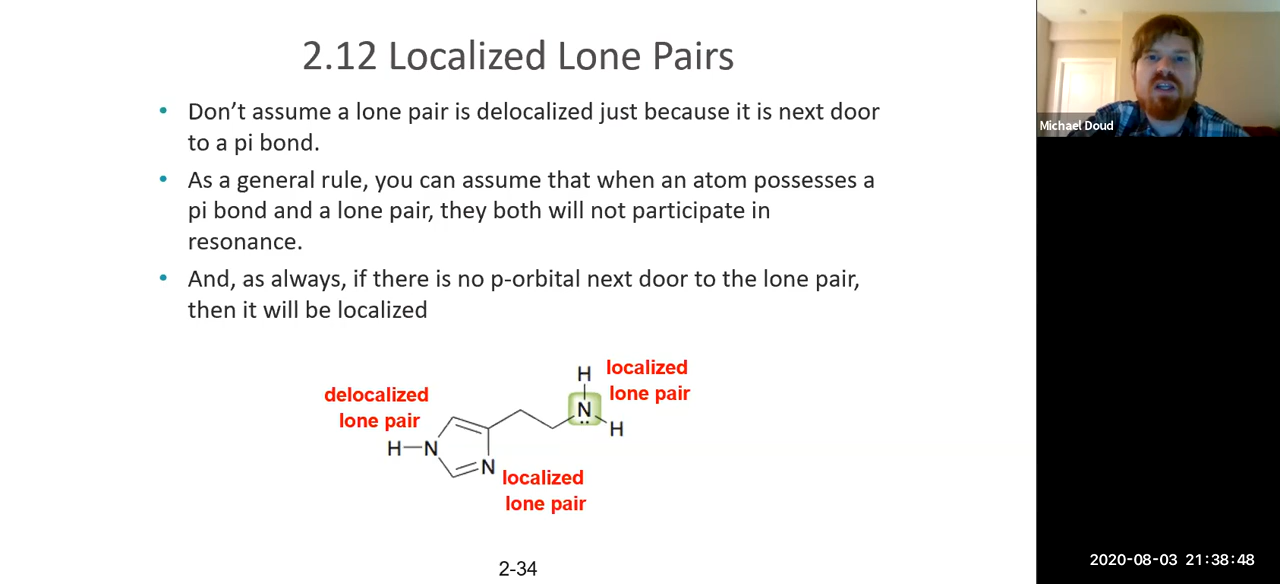 2.12 Localized Lone Pairs
• Don’t assume a lone pair is delocalized just because it is next door
to a pi bond.
• As a general rule, you can assume that when an atom possesses a
pi bond and a lone pair, they both will not participate in
resonance.
• And, as always, if there is no p-orbital next door to the lone pair,
then it will be localized
delocalized
lone pair
H
localized
lone pair
N
H
H–N
N
localized
lone pair
2-34
Michael Doud
2020-08-03 21:38:48